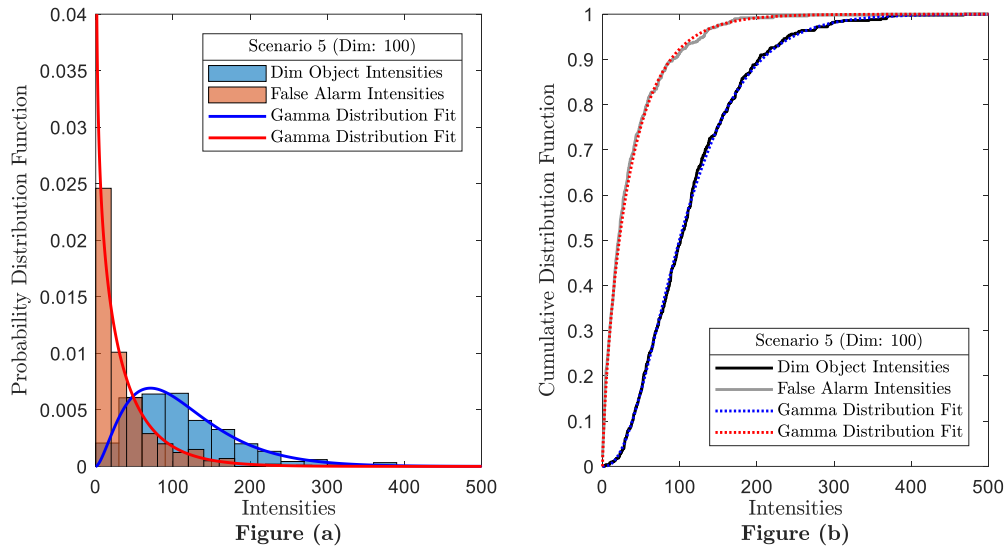 0.04
0.035
0.03
0.025
0.02
0.015
0.01
0.005
0
Probability Distribution Function
Scenario 5 (Dim: 100)
Dim Object Intensities
False Alarm Intensities
Gamma Distribution Fit
Gamma Distribution Fit
0 100 200 300 400 500
Intensities
Figure (a)
1
0.9
0.8
0.7
0.6
0.5
0.4
0.3
0.2
0.1
0
Cumulative Distribution Function
Scenario 5 (Dim: 100)
Dim Object Intensities
False Alarm Intensities
Gamma Distribution Fit
Gamma Distribution Fit
0 100 200 300 400 500
Intensities
Figure (b)